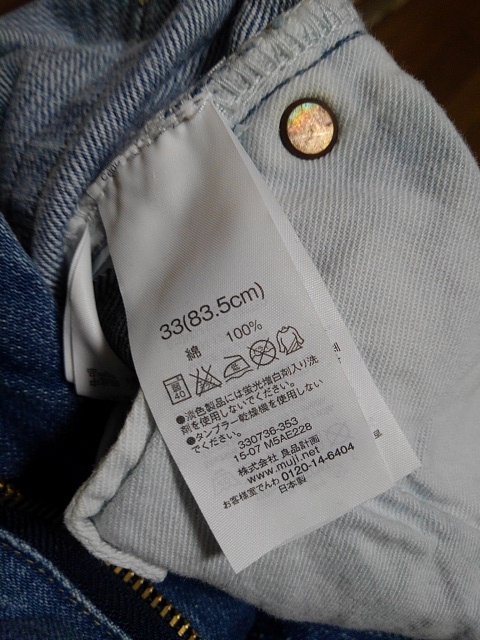 33(83.5cm)
綿 100%
40
●淡色製品には蛍光増白剤入り洗
剤を使用しないでください。
●タンブラー乾燥機を使用しない
でください。
330736-353
15-07 M5AE228
株式会社 良品計画
www.muji.net
お客様室でんわ 0120-14-6404
日本製